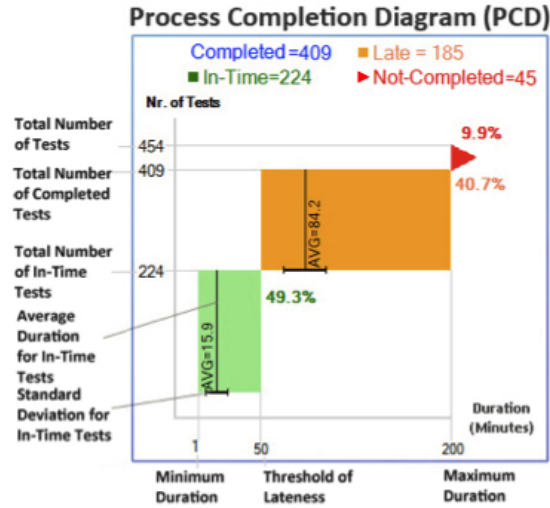 Process Completion Diagram (PCD)
Completed=409
Late = 185
In-Time=224
Not-Completed=45
Nr. of Tests
Total Number
of Tests
454
9.9%
Total Number
of Completed
Tests
409
40.7%
AVG=84.2
Total Number
of In-Time
Tests
224
49.3%
Average
Duration
for In-Time
Tests
AVG=15.9
Standard
Deviation for
In-Time Tests
Duration
(Minutes)
1
50
200
Minimum
Duration
Threshold of
Lateness
Maximum
Duration